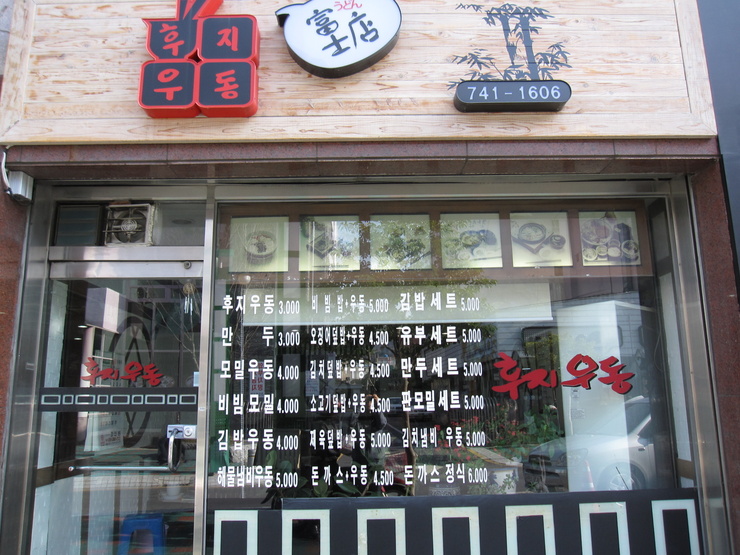 후지
우동
うどん
富士店
741-1606
후지우동 3.000 비빔밥+우동 5.000 김밥세트 5.000
만두 3.000 오징어덮밥+우동 4.500 유부세트 5.000
모밀우동 4.000 김치덮밥+우동 4.500 만두세트 5.000
비빔모밀 4.000 소고기덮밥+우동 4.500 판모밀세트 5.000
김밥우동 4.000 제육덮밥+우동 5.000 김치냄비 우동 5.000
해물냄비우동 5.000 돈까스+우동 4.500 돈까스 정식 6.000
후지우동
후지우동